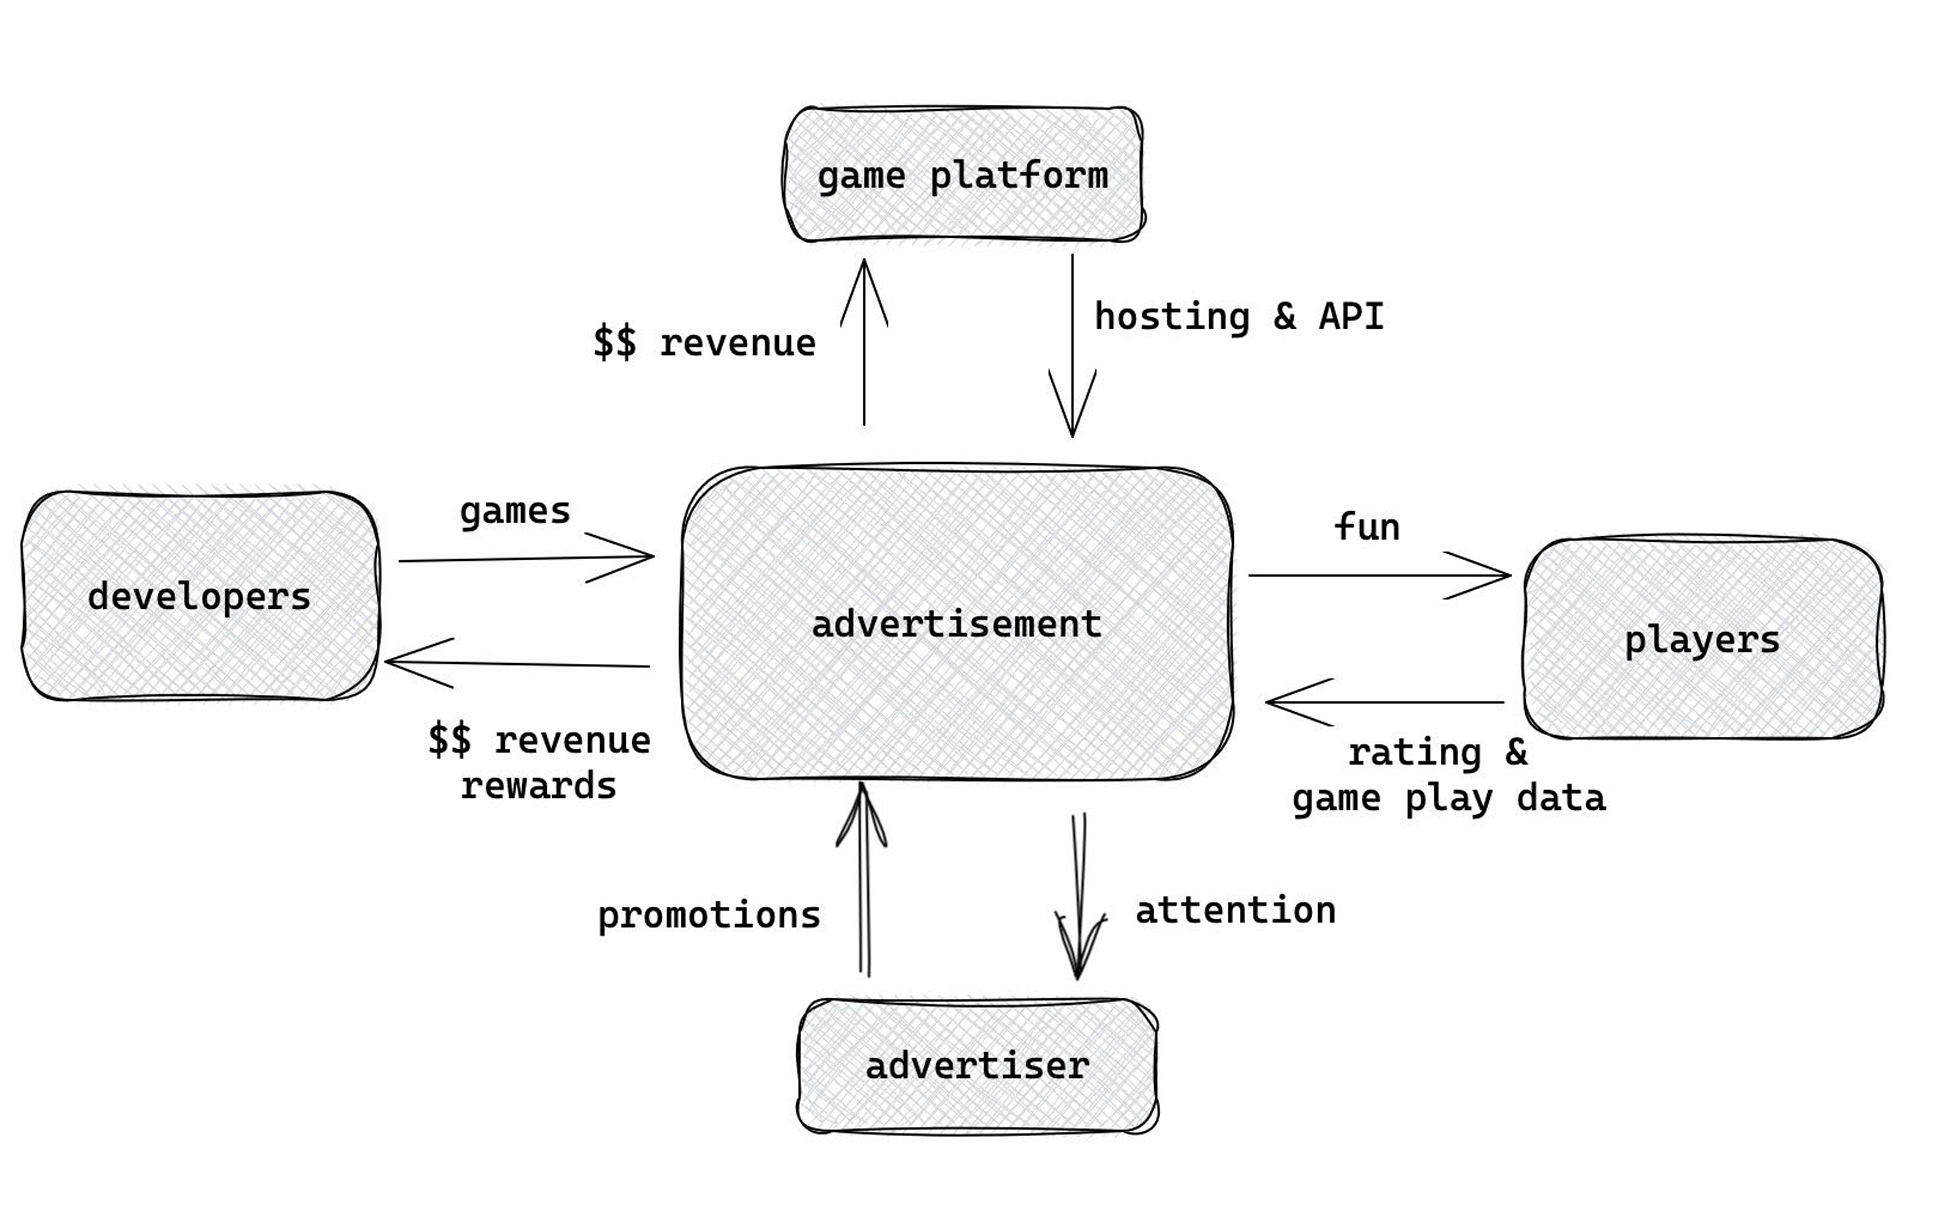 game platform
$$ revenue
hosting & API
developers
games
advertisement
fun
players
$$ revenue
rewards
rating &
game play data
promotions
attention
advertiser